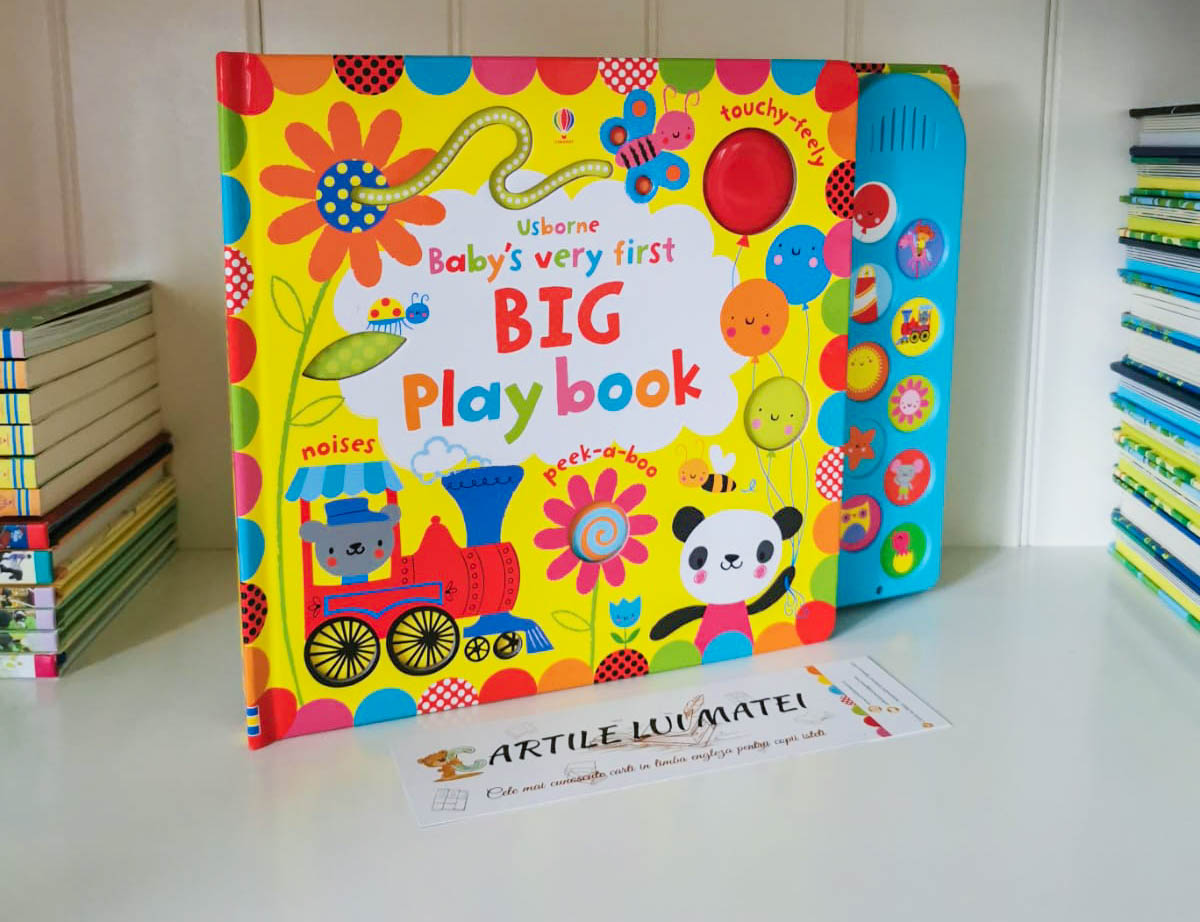 touchy-feely
Usborne
Baby's very first
BIG
Play book
noises
peek-a-boo
ARTILE LUI MATEI
Cele mai cunoscute carti in limba engleza pentru copii isteti